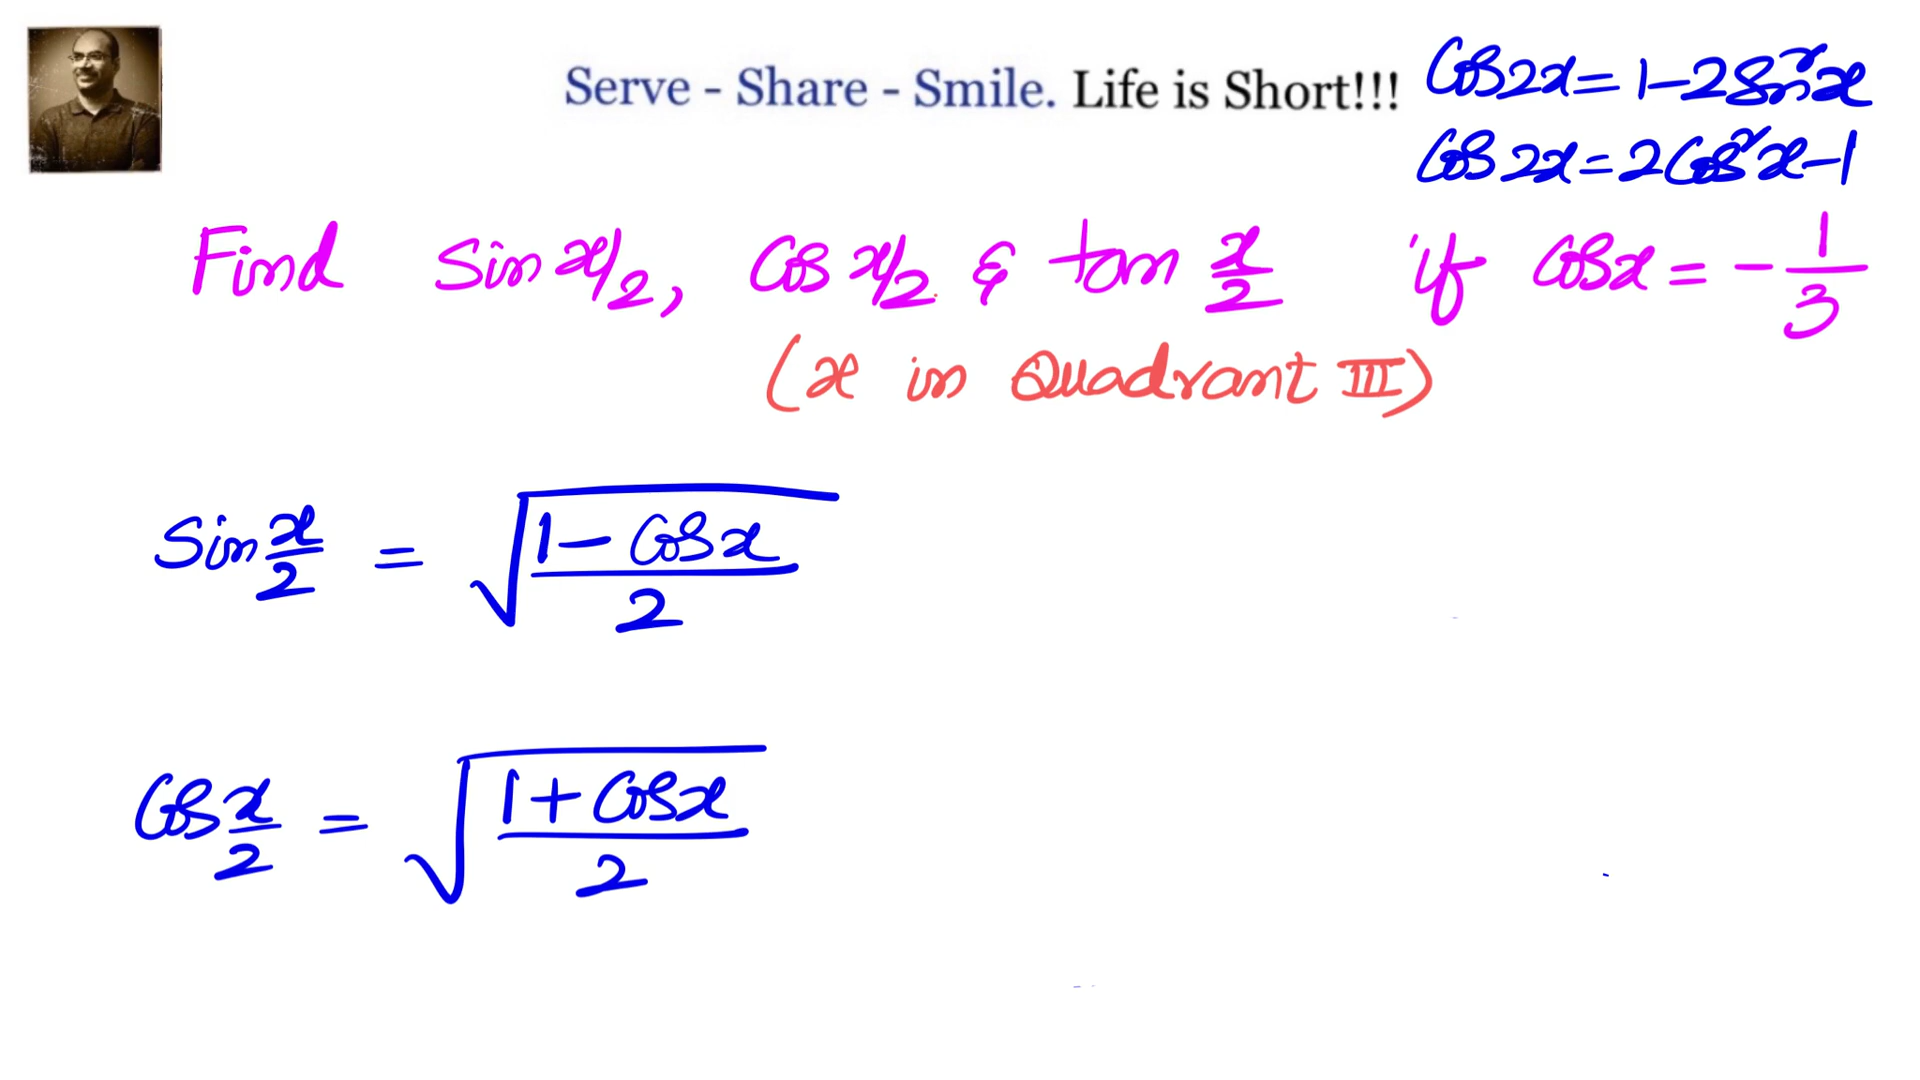 Serve - Share - Smile. Life is Short!!!
Cos2x = 1-2Sin²x
Cos2x = 2Cos²x-1
Find Sin x/2, Cos x/2 & tan x/2 if Cosx = -1/3
(x in Quadrant III)
Sin x/2 = √((1-Cosx)/2)
Cos x/2 = √((1+Cosx)/2)